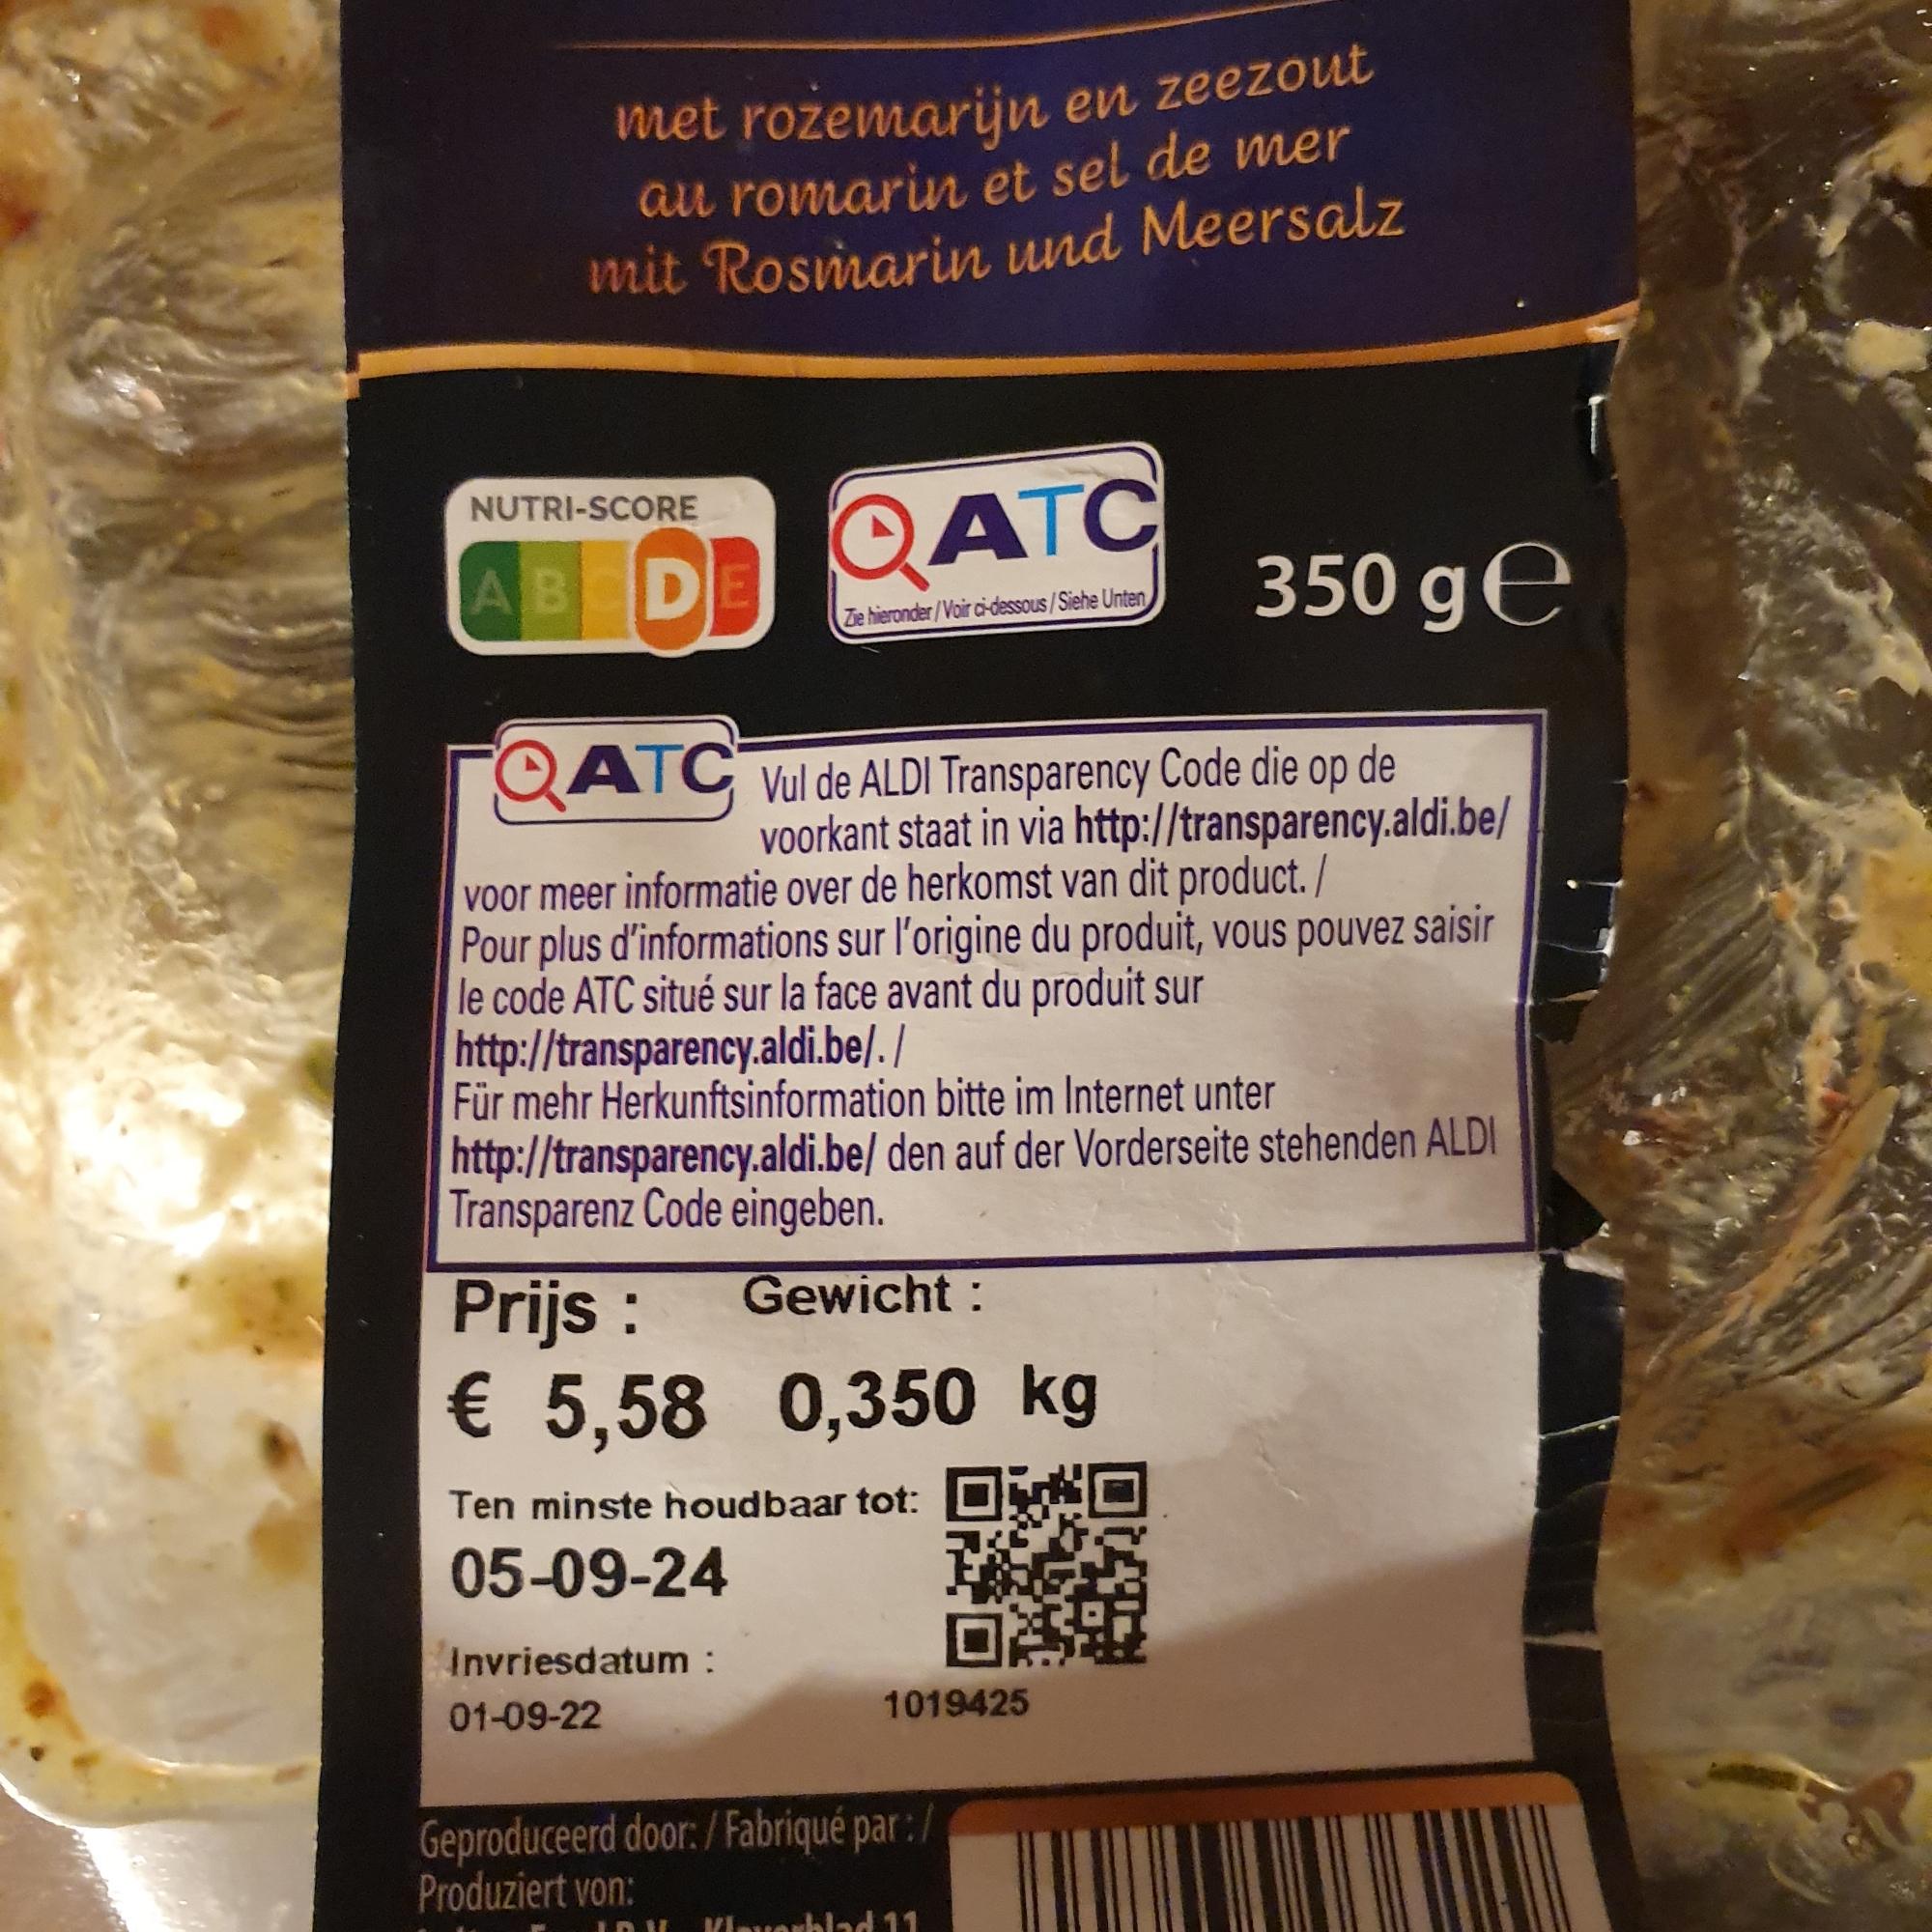 met rozemarijn en zeezout
au romarin et sel de mer
mit Rosmarin und Meersalz
NUTRI-SCORE
A B C D E
ATC
Zie hieronder / Voir ci-dessous / Siehe Unten
350 g e
ATC
Vul de ALDI Transparency Code die op de
voorkant staat in via http://transparency.aldi.be/
voor meer informatie over de herkomst van dit product. /
Pour plus d'informations sur l'origine du produit, vous pouvez saisir
le code ATC situé sur la face avant du produit sur
http://transparency.aldi.be/. /
Für mehr Herkunftsinformation bitte im Internet unter
http://transparency.aldi.be/ den auf der Vorderseite stehenden ALDI
Transparenz Code eingeben.
Prijs : Gewicht :
€ 5,58 0,350 kg
Ten minste houdbaar tot:
05-09-24
Invriesdatum :
01-09-22 1019425
Geproduceerd door: / Fabriqué par : /
Produziert von:
Klaverblad 11